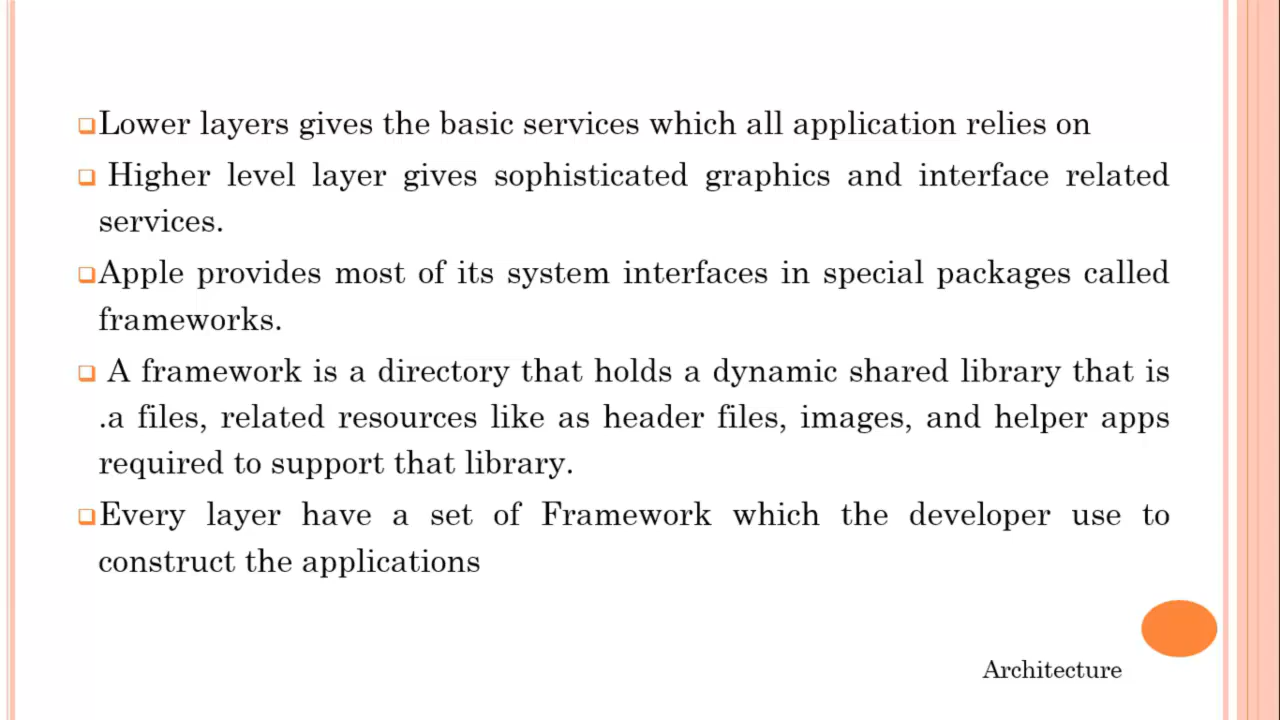 Lower layers gives the basic services which all application relies on
Higher level layer gives sophisticated graphics and interface related
services.
Apple provides most of its system interfaces in special packages called
frameworks.
A framework is a directory that holds a dynamic shared library that is
.a files, related resources like as header files, images, and helper apps
required to support that library.
Every layer have a set of Framework which the developer use to
construct the applications
Architecture